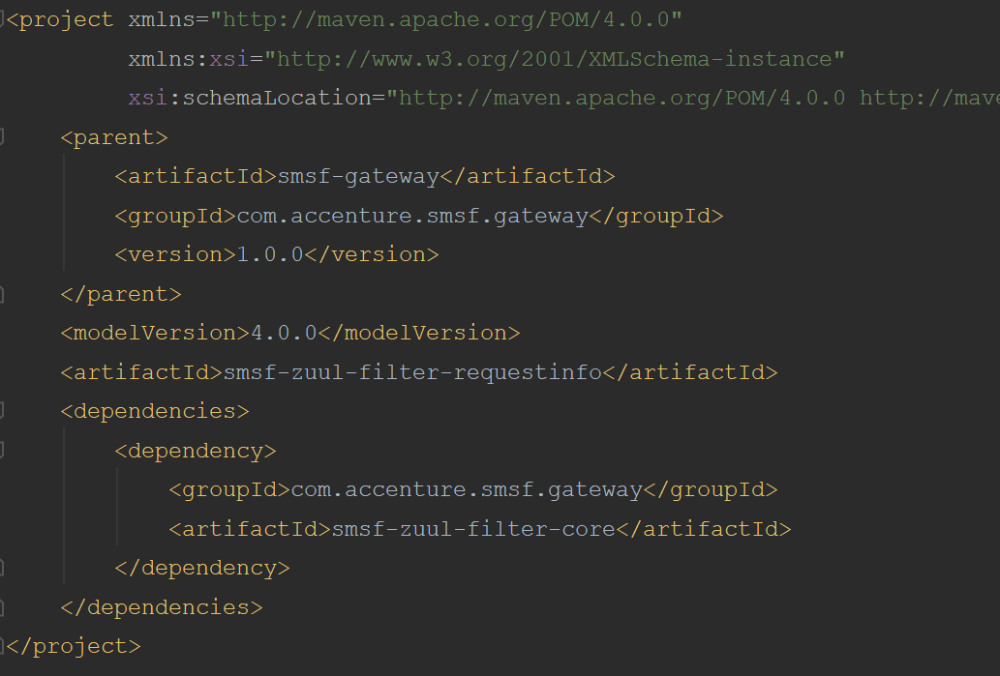 <project xmlns="http://maven.apache.org/POM/4.0.0"
xmlns:xsi="http://www.w3.org/2001/XMLSchema-instance"
xsi:schemaLocation="http://maven.apache.org/POM/4.0.0 http://mave
<parent>
<artifactId>smsf-gateway</artifactId>
<groupId>com.accenture.smsf.gateway</groupId>
<version>1.0.0</version>
</parent>
<modelVersion>4.0.0</modelVersion>
<artifactId>smsf-zuul-filter-requestinfo</artifactId>
<dependencies>
<dependency>
<groupId>com.accenture.smsf.gateway</groupId>
<artifactId>smsf-zuul-filter-core</artifactId>
</dependency>
</dependencies>
</project>